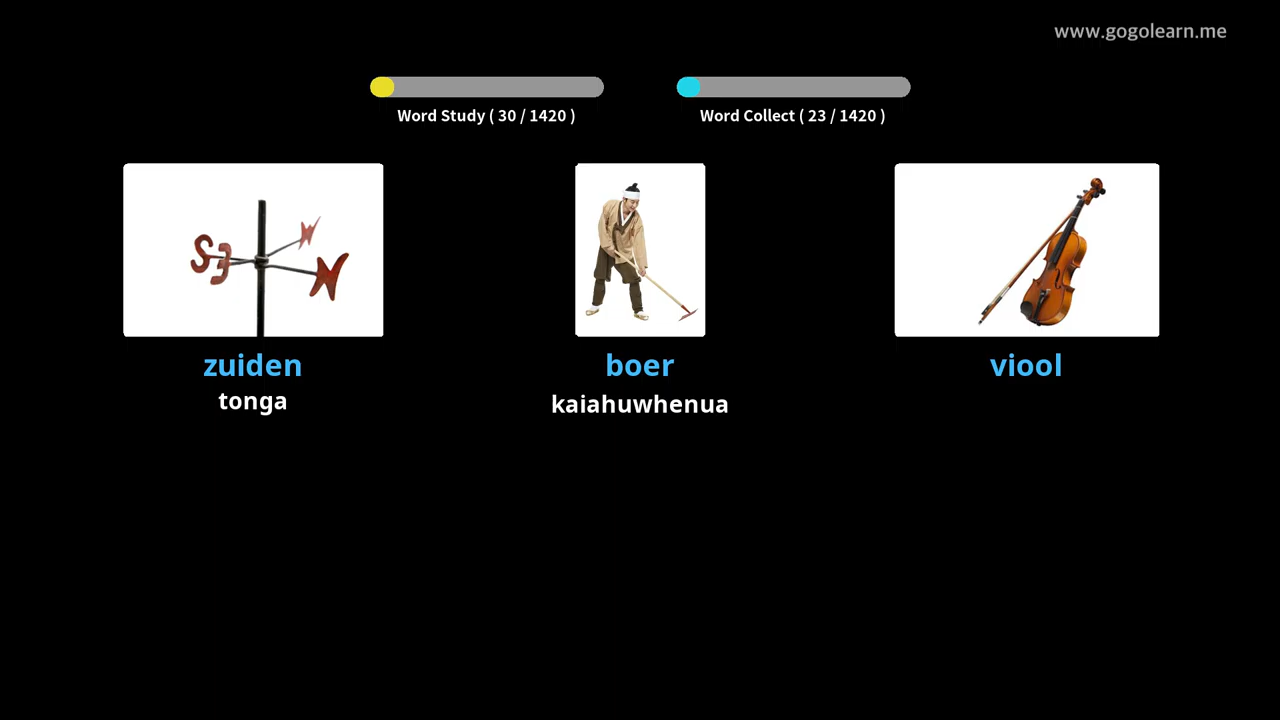 www.gogolearn.me
Word Study ( 30 / 1420 )
Word Collect ( 23 / 1420 )
S E N W
zuiden
boer
viool
tonga
kaiahuwhenua